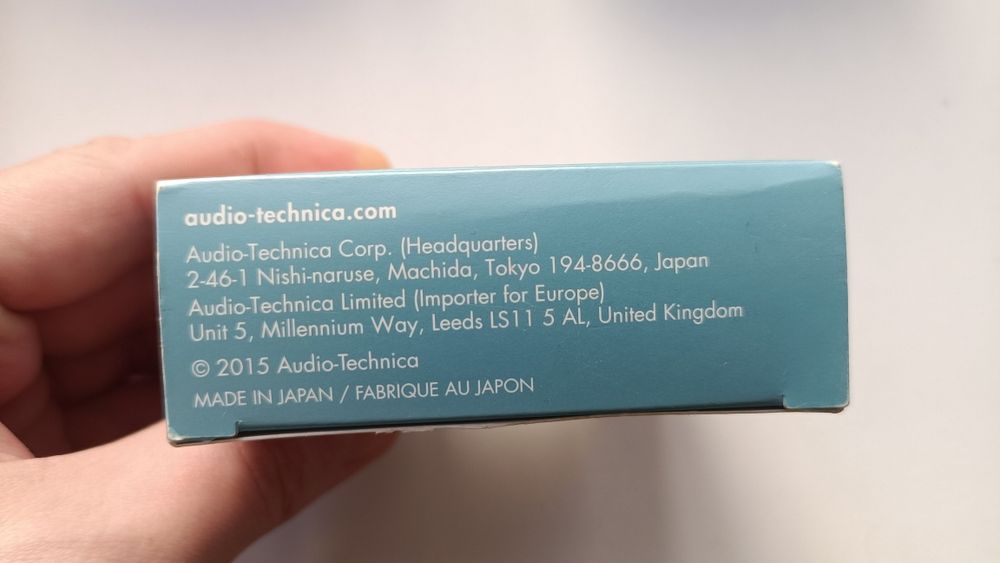 audio-technica.com
Audio-Technica Corp. (Headquarters)
2-46-1 Nishi-naruse, Machida, Tokyo 194-8666, Japan
Audio-Technica Limited (Importer for Europe)
Unit 5, Millennium Way, Leeds LS11 5 AL, United Kingdom
© 2015 Audio-Technica
MADE IN JAPAN / FABRIQUE AU JAPON